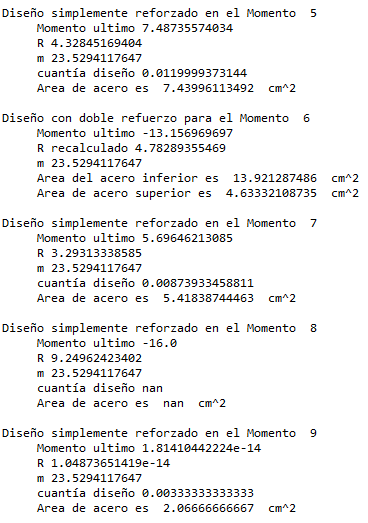 Diseño simplemente reforzado en el Momento  5
Momento ultimo 7.48735574034
R 4.32845169404
m 23.5294117647
cuantía diseño 0.0119999373144
Area de acero es  7.43996113492  cm^2
Diseño con doble refuerzo para el Momento  6
Momento ultimo -13.156969697
R recalculado 4.78289355469
m 23.5294117647
Area del acero inferior es  13.921287486  cm^2
Area de acero superior es  4.63332108735  cm^2
Diseño simplemente reforzado en el Momento  7
Momento ultimo 5.69646213085
R 3.29313338585
m 23.5294117647
cuantía diseño 0.00873933458811
Area de acero es  5.41838744463  cm^2
Diseño simplemente reforzado en el Momento  8
Momento ultimo -16.0
R 9.24962423402
m 23.5294117647
cuantía diseño nan
Area de acero es  nan  cm^2
Diseño simplemente reforzado en el Momento  9
Momento ultimo 1.81410442224e-14
R 1.04873651419e-14
m 23.5294117647
cuantía diseño 0.00333333333333
Area de acero es  2.06666666667  cm^2